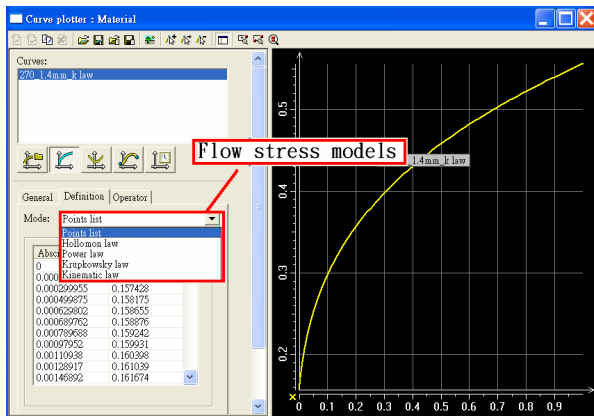 Curve plotter : Material
Curves:
270_1.4mm_k law
Flow stress models
_1.4mm_k law
General Definition Operator
Mode: Points list
Points list
Hollomon law
Power law
Krupkowsky law
Kinematic law
Absci
0
0.000
0.000299955 0.157428
0.000499875 0.158175
0.000629802 0.158655
0.000689762 0.158876
0.000789688 0.159242
0.00097952 0.159931
0.00110938 0.160398
0.00128917 0.161039
0.00146892 0.161674
0.5
0.4
0.3
0.2
0 0.1 0.2 0.3 0.4 0.5 0.6 0.7 0.8 0.9